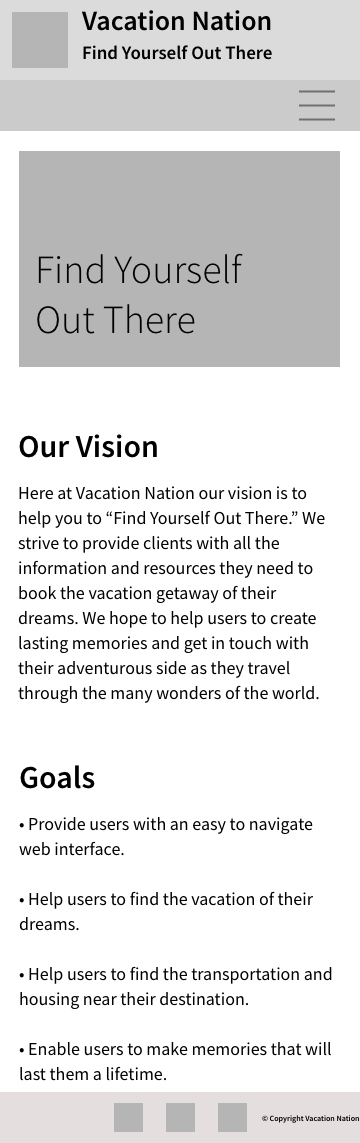 Vacation Nation
Find Yourself Out There
Find Yourself
Out There
Our Vision
Here at Vacation Nation our vision is to
help you to “Find Yourself Out There.” We
strive to provide clients with all the
information and resources they need to
book the vacation getaway of their
dreams. We hope to help users to create
lasting memories and get in touch with
their adventurous side as they travel
through the many wonders of the world.
Goals
• Provide users with an easy to navigate
web interface.
• Help users to find the vacation of their
dreams.
• Help users to find the transportation and
housing near their destination.
• Enable users to make memories that will
last them a lifetime.
© Copyright Vacation Nation